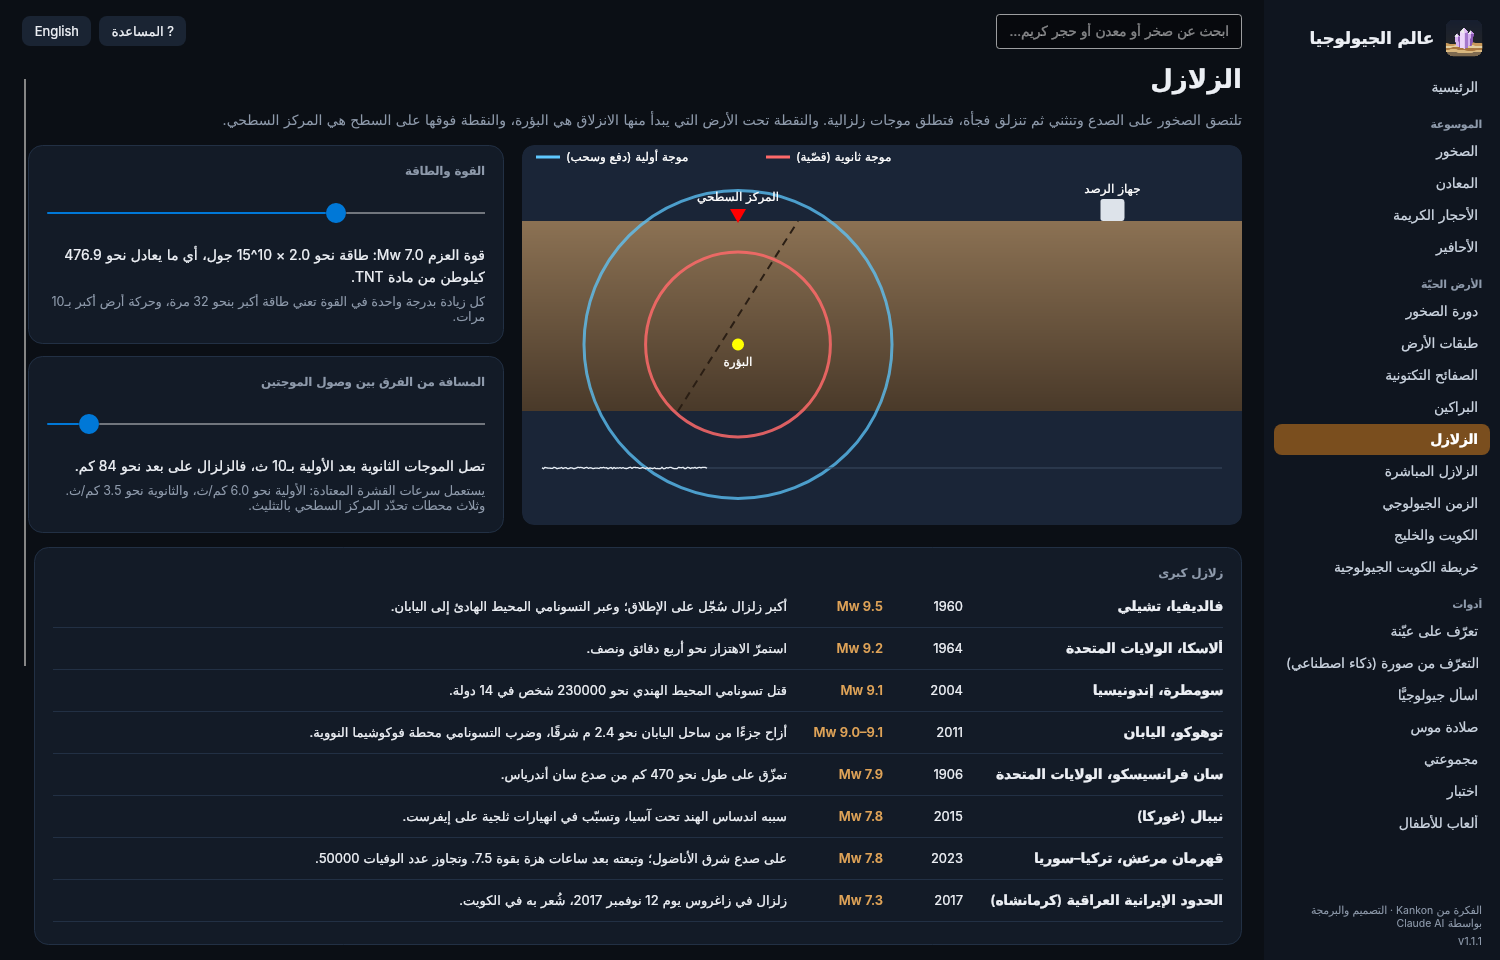 عالم الجيولوجيا
الرئيسية
الموسوعة
الصخور
المعادن
الأحجار الكريمة
الأحافير
الأرض الحيّة
دورة الصخور
طبقات الأرض
الصفائح التكتونية
البراكين
الزلازل
الزلازل المباشرة
الزمن الجيولوجي
الكويت والخليج
خريطة الكويت الجيولوجية
أدوات
تعرّف على عيّنة
التعرّف من صورة (ذكاء اصطناعي)
اسأل جيولوجيًّا
صلادة موس
مجموعتي
اختبار
ألعاب للأطفال
الفكرة من Kankon · التصميم والبرمجة
بواسطة Claude AI
v1.1.1
ابحث عن صخر أو معدن أو حجر كريم...
? المساعدة
English
الزلازل
تلتصق الصخور على الصدع وتنثني ثم تنزلق فجأة، فتطلق موجات زلزالية. والنقطة تحت الأرض التي يبدأ منها الانزلاق هي البؤرة، والنقطة فوقها على السطح هي المركز السطحي.
موجة ثانوية (قصّية)
موجة أولية (دفع وسحب)
جهاز الرصد
المركز السطحي
البؤرة
القوة والطاقة
قوة العزم Mw 7.0: طاقة نحو 2.0 × 10^15 جول، أي ما يعادل نحو 476.9
كيلوطن من مادة TNT.
كل زيادة بدرجة واحدة في القوة تعني طاقة أكبر بنحو 32 مرة، وحركة أرض أكبر بـ10
مرات.
المسافة من الفرق بين وصول الموجتين
تصل الموجات الثانوية بعد الأولية بـ10 ث، فالزلزال على بعد نحو 84 كم.
يستعمل سرعات القشرة المعتادة: الأولية نحو 6.0 كم/ث، والثانوية نحو 3.5 كم/ث.
وثلاث محطات تحدّد المركز السطحي بالتثليث.
زلازل كبرى
فالديفيا، تشيلي 1960 Mw 9.5 أكبر زلزال سُجّل على الإطلاق؛ وعبر التسونامي المحيط الهادئ إلى اليابان.
ألاسكا، الولايات المتحدة 1964 Mw 9.2 استمرّ الاهتزاز نحو أربع دقائق ونصف.
سومطرة، إندونيسيا 2004 Mw 9.1 قتل تسونامي المحيط الهندي نحو 230000 شخص في 14 دولة.
توهوكو، اليابان 2011 Mw 9.0–9.1 أزاح جزءًا من ساحل اليابان نحو 2.4 م شرقًا، وضرب التسونامي محطة فوكوشيما النووية.
سان فرانسيسكو، الولايات المتحدة 1906 Mw 7.9 تمزّق على طول نحو 470 كم من صدع سان أندرياس.
نيبال (غوركا) 2015 Mw 7.8 سببه اندساس الهند تحت آسيا، وتسبّب في انهيارات ثلجية على إيفرست.
قهرمان مرعش، تركيا–سوريا 2023 Mw 7.8 على صدع شرق الأناضول؛ وتبعته بعد ساعات هزة بقوة 7.5. وتجاوز عدد الوفيات 50000.
الحدود الإيرانية العراقية (كرمانشاه) 2017 Mw 7.3 زلزال في زاغروس يوم 12 نوفمبر 2017، شُعر به في الكويت.